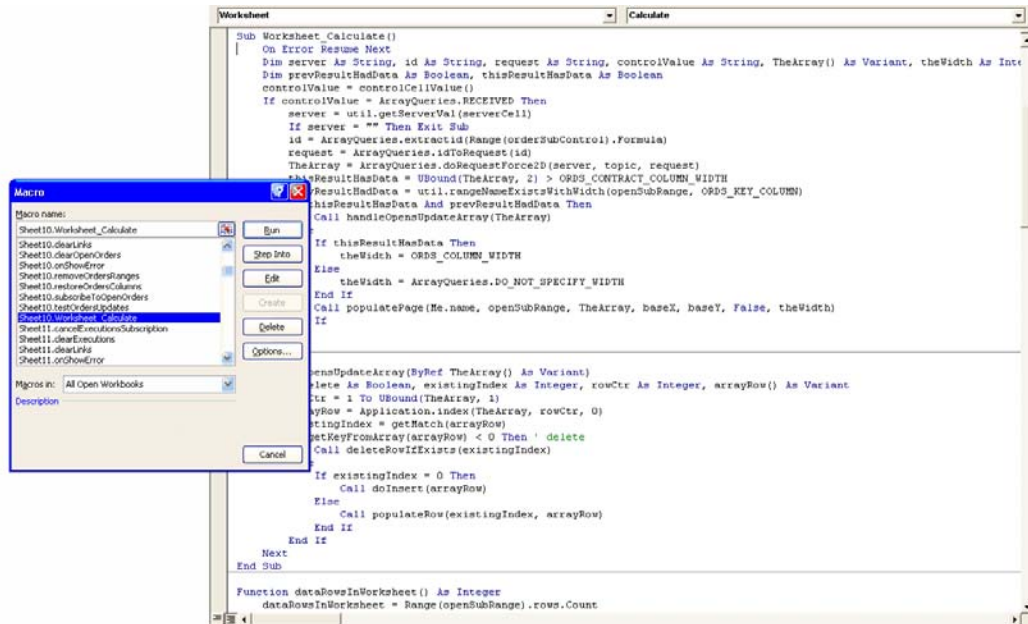 Worksheet
Calculate
Sub Worksheet_Calculate()
On Error Resume Next
Dim server As String, id As String, request As String, controlValue As String, TheArray() As Variant, theWidth As Inte
Dim prevResultHadData As Boolean, thisResultHasData As Boolean
controlValue = controlCellValue()
If controlValue = ArrayQueries.RECEIVED Then
server = util.getServerVal(serverCell)
If server = "" Then Exit Sub
id = ArrayQueries.extractid(Range(orderSubControl).Formula)
request = ArrayQueries.idToRequest(id)
TheArray = ArrayQueries.doRequestForce2D(server, topic, request)
thisResultHasData = UBound(TheArray, 2) > ORDS_CONTRACT_COLUMN_WIDTH
vResultHadData = util.rangeNameExistsWithWidth(openSubRange, ORDS_KEY_COLUMN)
thisResultHasData And prevResultHadData Then
Call handleOpensUpdateArray(TheArray)
If thisResultHasData Then
theWidth = ORDS_COLUMN_WIDTH
Else
theWidth = ArrayQueries.DO_NOT_SPECIFY_WIDTH
End If
Call populatePage(Me.name, openSubRange, TheArray, baseX, baseY, False, theWidth)
If
pensUpdateArray(ByRef TheArray() As Variant)
elete As Boolean, existingIndex As Integer, rowCtr As Integer, arrayRow() As Variant
tr = 1 To UBound(TheArray, 1)
ayRow = Application.index(TheArray, rowCtr, 0)
stingIndex = getMatch(arrayRow)
getKeyFromArray(arrayRow) < 0 Then ' delete
Call deleteRowIfExists(existingIndex)
If existingIndex = 0 Then
Call doInsert(arrayRow)
Else
Call populateRow(existingIndex, arrayRow)
End If
End If
Next
End Sub
Function dataRowsInWorksheet() As Integer
dataRowsInWorksheet = Range(openSubRange).rows.Count
Macro
Macro name:
Sheet10.Worksheet_Calculate
Sheet10.clearLinks
Sheet10.clearOpenOrders
Sheet10.onShowError
Sheet10.removeOrdersRanges
Sheet10.restoreOrdersColumns
Sheet10.subscribeToOpenOrders
Sheet10.testOrdersUpdates
Sheet10.Worksheet_Calculate
Sheet11.cancelExecutionsSubscription
Sheet11.clearExecutions
Sheet11.clearLinks
Sheet11.onShowError
Run
Step Into
Edit
Create
Delete
Options...
Macros in: All Open Workbooks
Description
Cancel